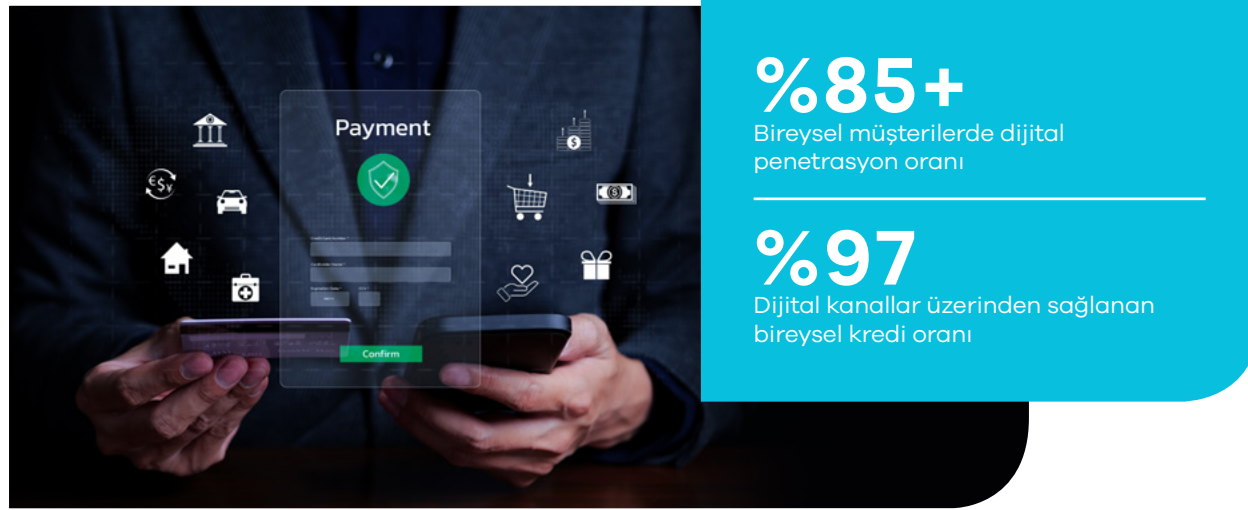 Payment
Confirm
%85+
Bireysel müşterilerde dijital
penetrasyon oranı
%97
Dijital kanallar üzerinden sağlanan
bireysel kredi oranı